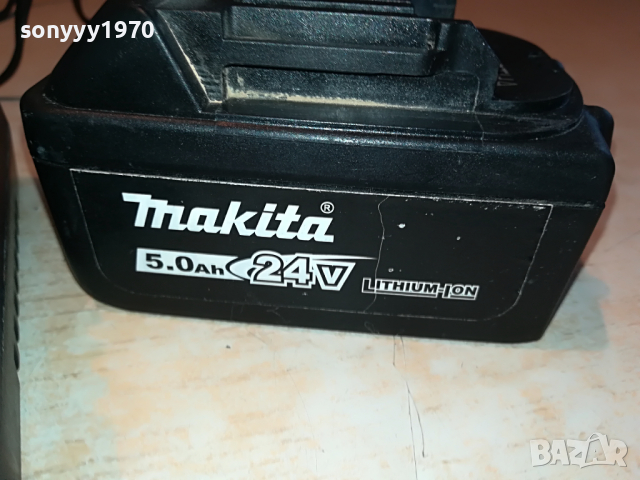 sonyyy1970
makita®
5.0Ah 24V
LITHIUM-ION
BAZAR